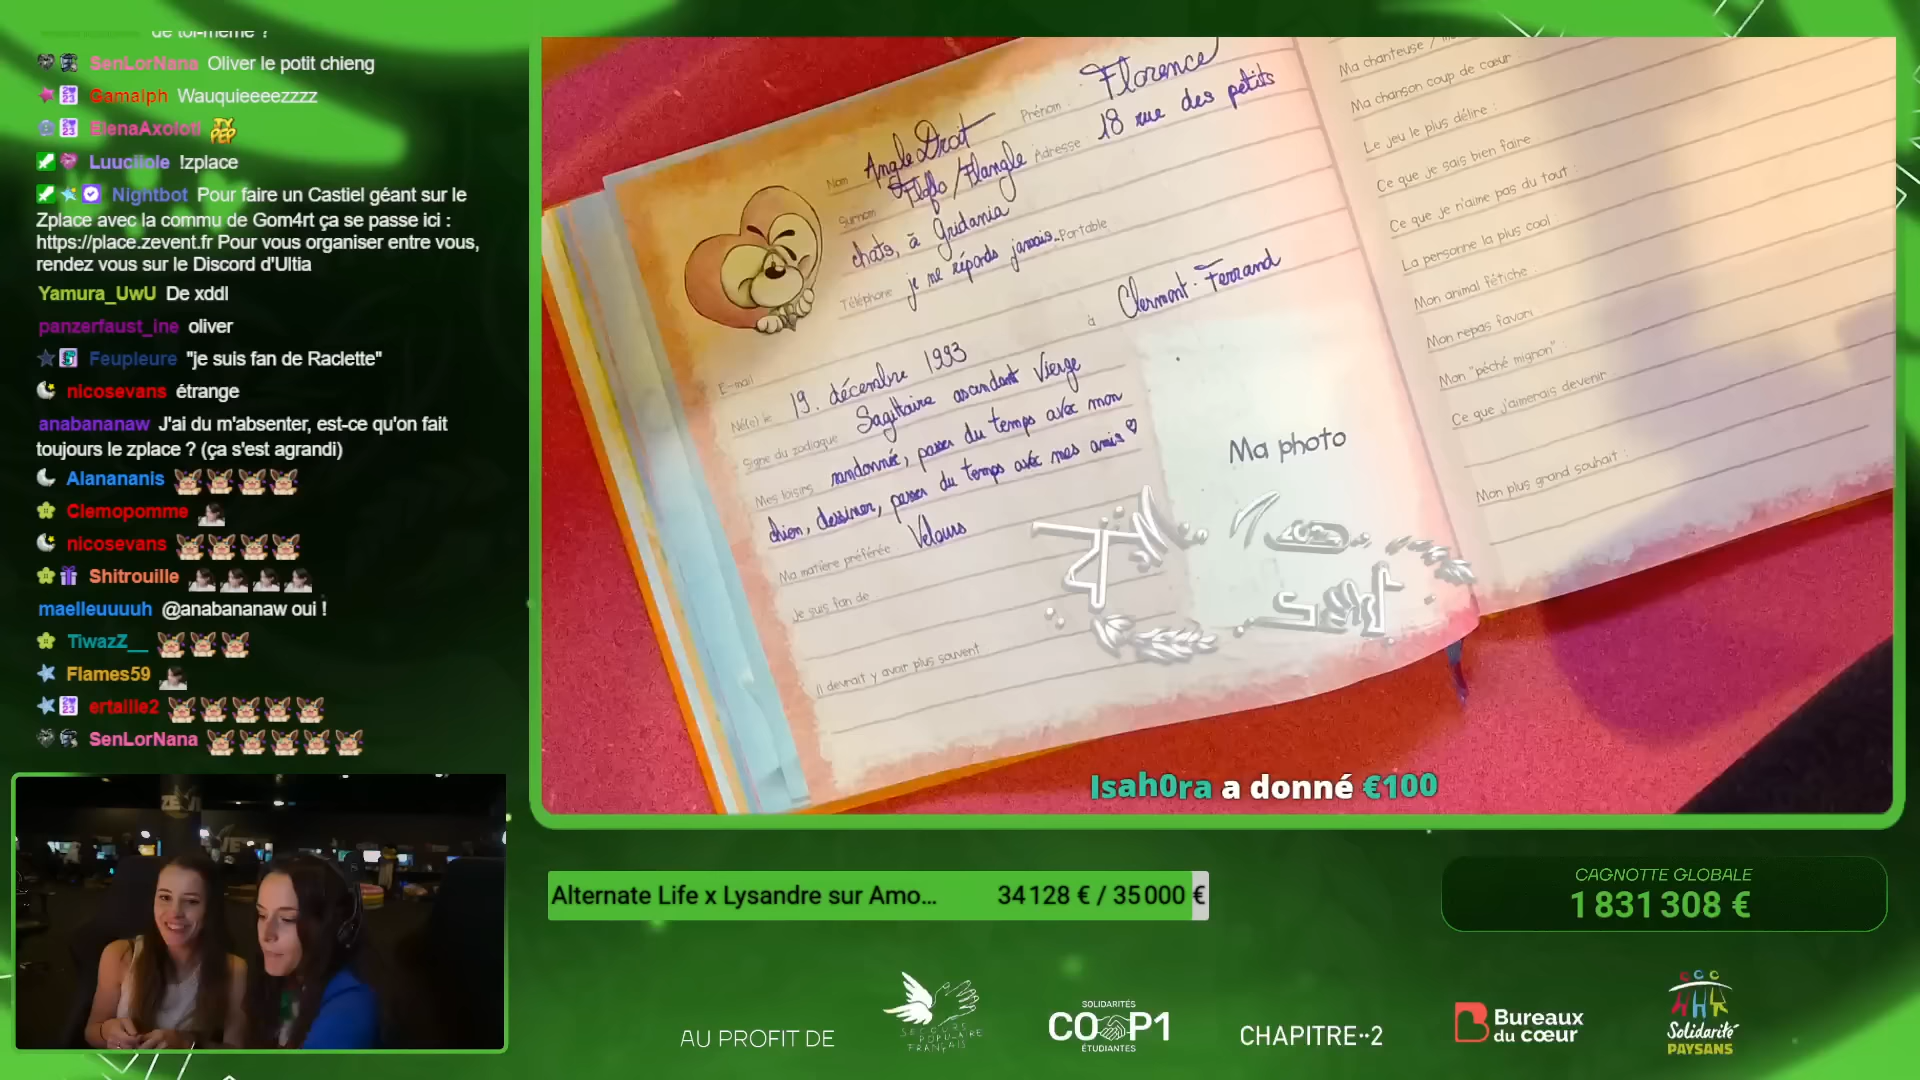 de toi-même ?
SenLorNana Oliver le potit chieng
Gamalph Wauquieeeezzzz
ElenaAxolotl
Luuciiole !zplace
Nightbot Pour faire un Castiel géant sur le
Zplace avec la commu de Gom4rt ça se passe ici :
https://place.zevent.fr Pour vous organiser entre vous,
rendez vous sur le Discord d'Ultia
Yamura_UwU De xddl
panzerfaust_ine oliver
Feupleure "je suis fan de Raclette"
nicosevans étrange
anabananaw J'ai du m'absenter, est-ce qu'on fait
toujours le zplace ? (ça s'est agrandi)
Alanananis
Clemopomme
nicosevans
Shitrouille
maelleuuuuh @anabananaw oui !
TiwazZ__
Flames59
ertaille2
SenLorNana
Nom Angle Droit Prénom : Florence
Surnom Floflo / Flangle Adresse 18 rue des petits
chats, à Gridania
Téléphone je ne réponds jamais.. Portable
E-mail
Né(e) le 19 décembre 1993 à Clermont-Ferrand
Signe du zodiaque Sagittaire ascendant Vierge
Mes loisirs randonnée, passer du temps avec mon
chien, dessiner, passer du temps avec mes amis ♡
Ma matière préférée Velours
Je suis fan de
Il devrait y avoir plus souvent
Ma photo
Ma chanteuse /
Ma chanson coup de cœur :
Le jeu le plus délire :
Ce que je sais bien faire
Ce que je n'aime pas du tout :
La personne la plus cool :
Mon animal fétiche :
Mon repas favori
Mon "péché mignon" :
Ce que j'aimerais devenir :
Mon plus grand souhait :
Isah0ra a donné €100
Alternate Life x Lysandre sur Amo... 34 128 € / 35 000 €
CAGNOTTE GLOBALE
1 831 308 €
AU PROFIT DE
SECOURS
POPULAIRE
FRANÇAIS
SOLIDARITÉS
CO P1
ÉTUDIANTES
CHAPITRE··2
Bureaux
du cœur
Solidarité
PAYSANS